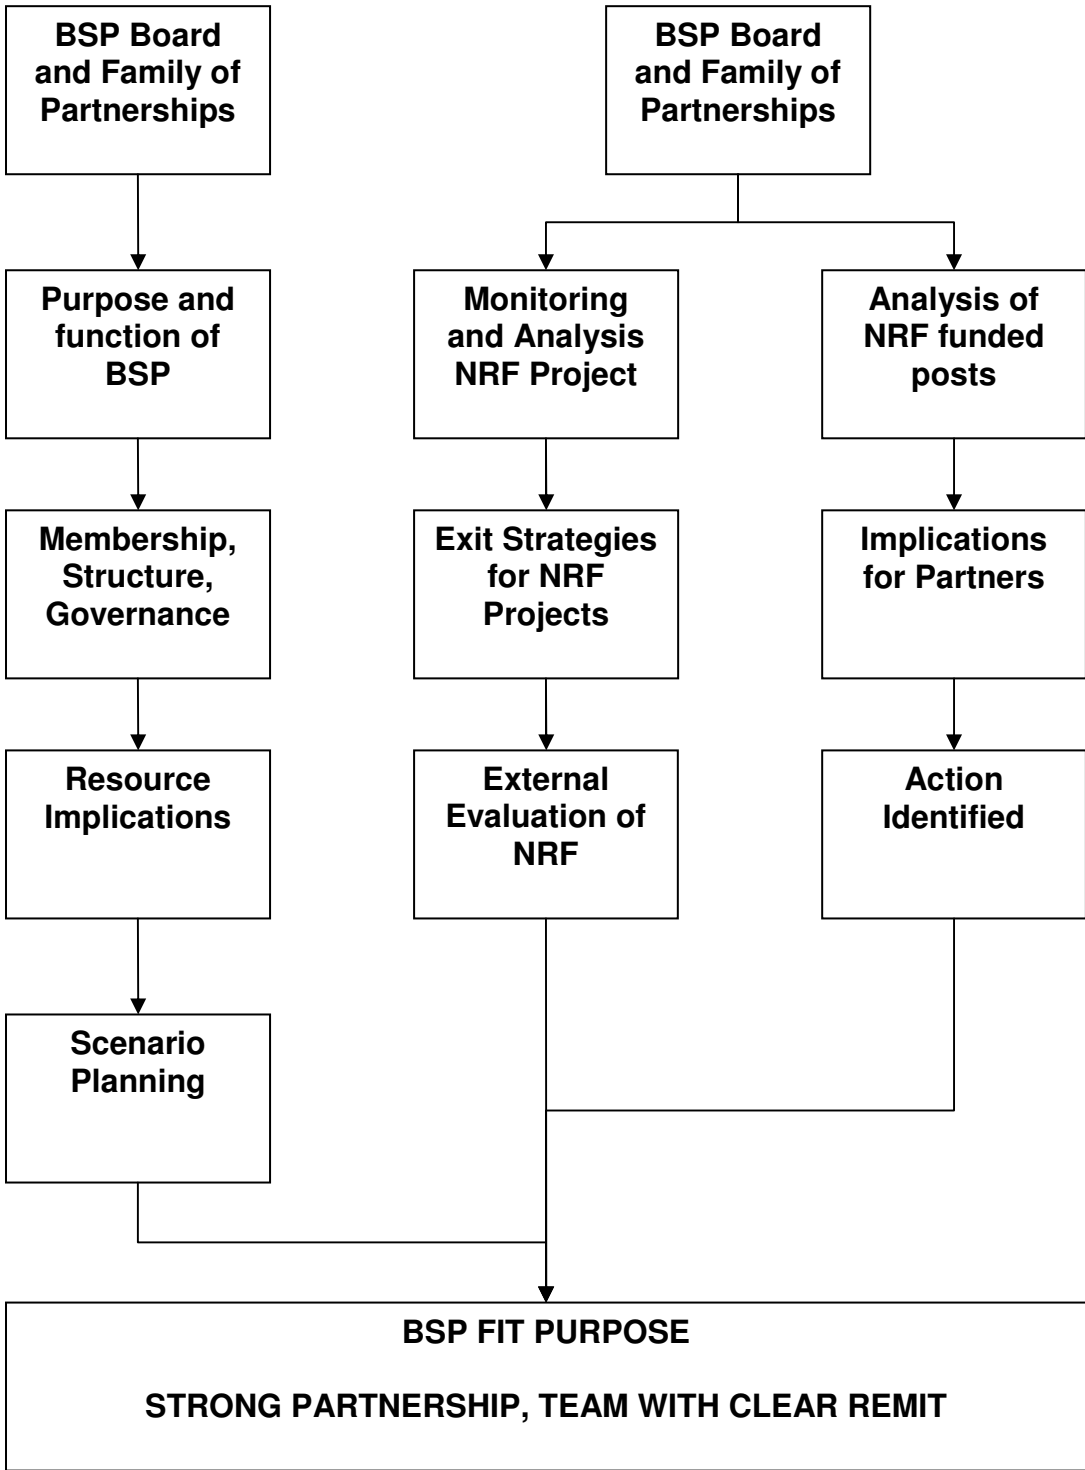 BSP Board
and Family of
Partnerships
BSP Board
and Family of
Partnerships
Purpose and
function of
BSP
Monitoring
and Analysis
NRF Project
Analysis of
NRF funded
posts
Membership,
Structure,
Governance
Exit Strategies
for NRF
Projects
Implications
for Partners
Resource
Implications
External
Evaluation of
NRF
Action
Identified
Scenario
Planning
BSP FIT PURPOSE
STRONG PARTNERSHIP, TEAM WITH CLEAR REMIT